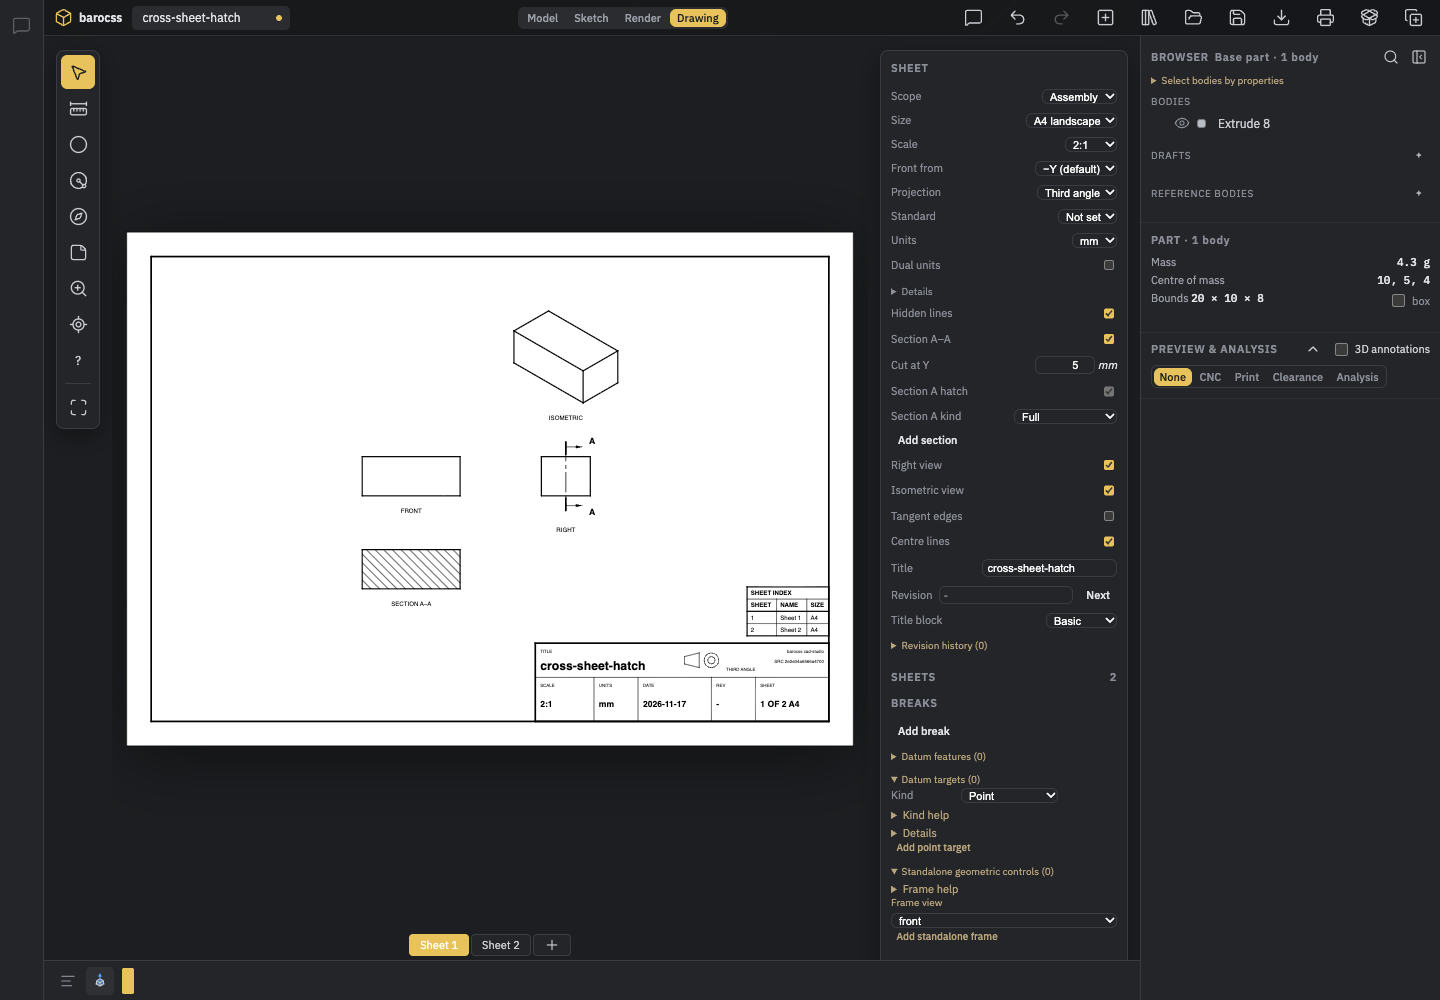 barocss
cross-sheet-hatch
Model Sketch Render Drawing
?
ISOMETRIC
A
A
FRONT
RIGHT
SECTION A–A
SHEET INDEX
SHEET NAME SIZE
1 Sheet 1 A4
2 Sheet 2 A4
TITLE
cross-sheet-hatch
THIRD ANGLE
barocss cad-studio
SCALE UNITS DATE REV SHEET
2:1 mm 2026-11-17 - 1 OF 2 A4
Sheet 1 Sheet 2 +
SHEET
Scope Assembly
Size A4 landscape
Scale 2:1
Front from −Y (default)
Projection Third angle
Standard Not set
Units mm
Dual units
Details
Hidden lines
Section A–A
Cut at Y 5 mm
Section A hatch
Section A kind Full
Add section
Right view
Isometric view
Tangent edges
Centre lines
Title cross-sheet-hatch
Revision - Next
Title block Basic
Revision history (0)
SHEETS 2
BREAKS
Add break
Datum features (0)
Datum targets (0)
Kind Point
Kind help
Details
Add point target
Standalone geometric controls (0)
Frame help
Frame view
front
Add standalone frame
BROWSER Base part · 1 body
Select bodies by properties
BODIES
Extrude 8
DRAFTS +
REFERENCE BODIES +
PART · 1 body
Mass 4.3 g
Centre of mass 10, 5, 4
Bounds 20 × 10 × 8 box
PREVIEW & ANALYSIS 3D annotations
None CNC Print Clearance Analysis